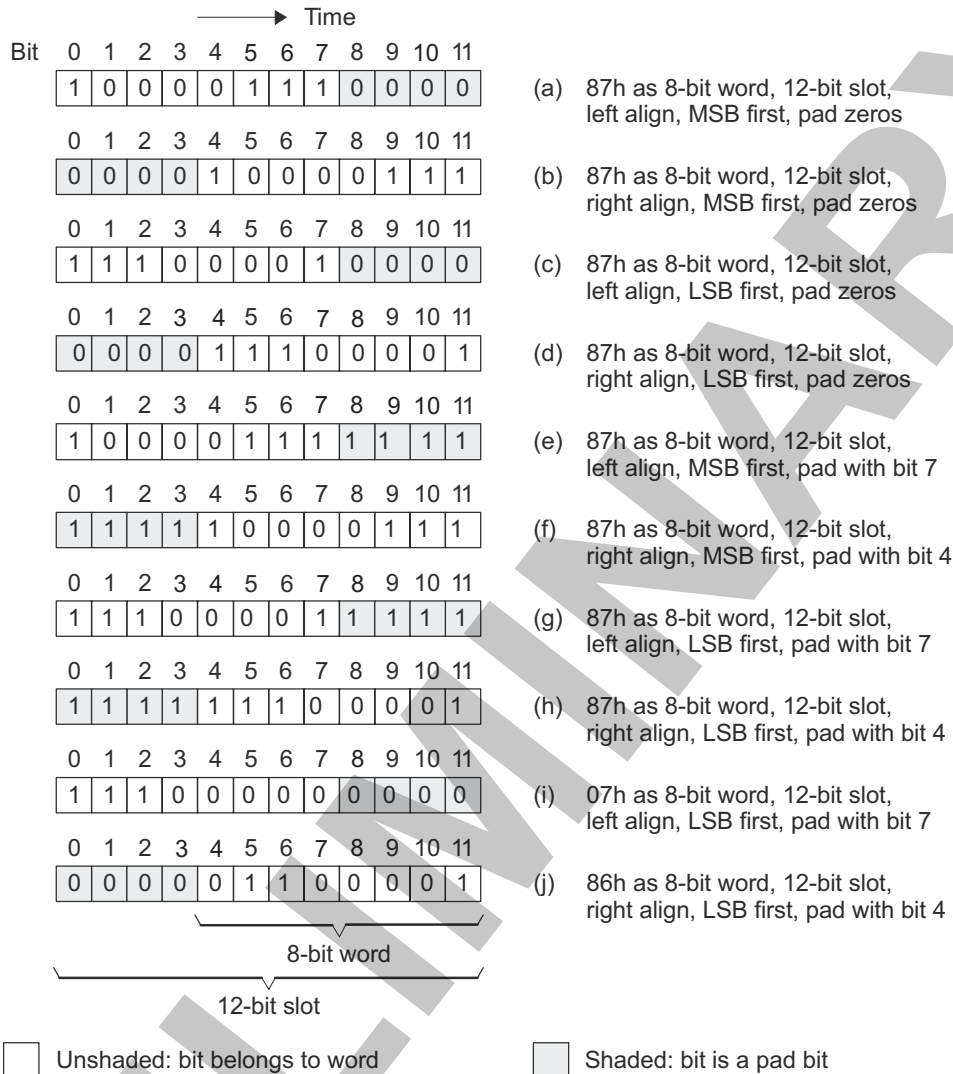 Time
Bit 0 1 2 3 4 5 6 7 8 9 10 11
1 0 0 0 0 1 1 1 0 0 0 0
(a) 87h as 8-bit word, 12-bit slot,
left align, MSB first, pad zeros
0 1 2 3 4 5 6 7 8 9 10 11
0 0 0 0 1 0 0 0 0 1 1 1
(b) 87h as 8-bit word, 12-bit slot,
right align, MSB first, pad zeros
0 1 2 3 4 5 6 7 8 9 10 11
1 1 1 0 0 0 0 1 0 0 0 0
(c) 87h as 8-bit word, 12-bit slot,
left align, LSB first, pad zeros
0 1 2 3 4 5 6 7 8 9 10 11
0 0 0 0 1 1 1 0 0 0 0 1
(d) 87h as 8-bit word, 12-bit slot,
right align, LSB first, pad zeros
0 1 2 3 4 5 6 7 8 9 10 11
1 0 0 0 0 1 1 1 1 1 1 1
(e) 87h as 8-bit word, 12-bit slot,
left align, MSB first, pad with bit 7
0 1 2 3 4 5 6 7 8 9 10 11
1 1 1 1 1 0 0 0 0 1 1 1
(f) 87h as 8-bit word, 12-bit slot,
right align, MSB first, pad with bit 4
0 1 2 3 4 5 6 7 8 9 10 11
1 1 1 0 0 0 0 1 1 1 1 1
(g) 87h as 8-bit word, 12-bit slot,
left align, LSB first, pad with bit 7
0 1 2 3 4 5 6 7 8 9 10 11
1 1 1 1 1 1 1 0 0 0 0 1
(h) 87h as 8-bit word, 12-bit slot,
right align, LSB first, pad with bit 4
0 1 2 3 4 5 6 7 8 9 10 11
1 1 1 0 0 0 0 0 0 0 0 0
(i) 07h as 8-bit word, 12-bit slot,
left align, LSB first, pad with bit 7
0 1 2 3 4 5 6 7 8 9 10 11
0 0 0 0 0 1 1 0 0 0 0 1
(j) 86h as 8-bit word, 12-bit slot,
right align, LSB first, pad with bit 4
8-bit word
12-bit slot
Unshaded: bit belongs to word
Shaded: bit is a pad bit